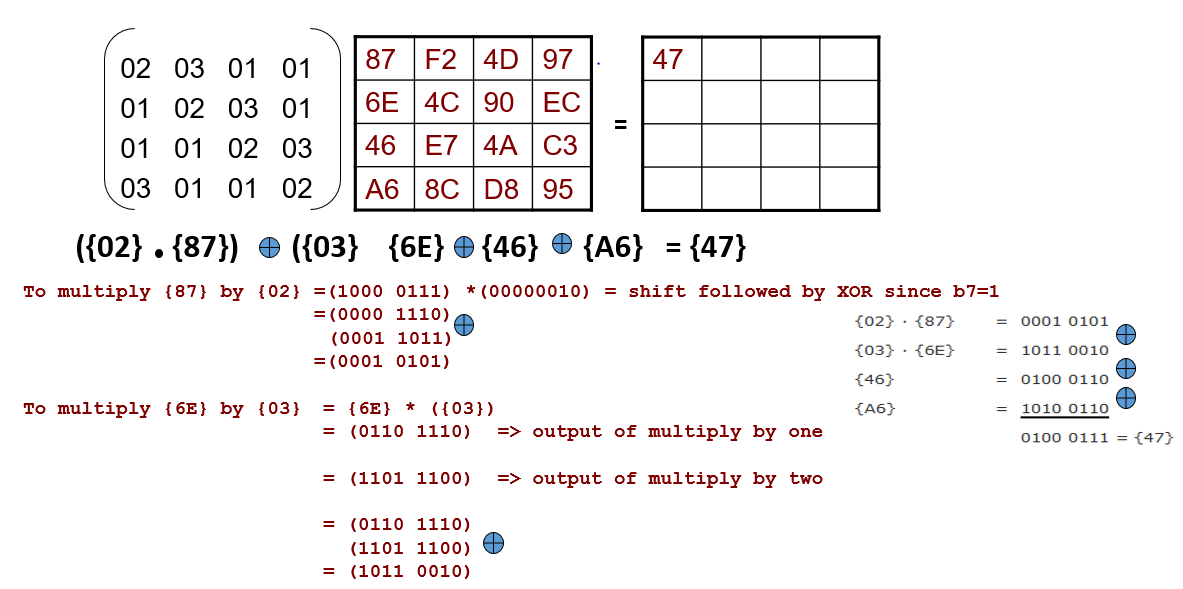 02 03 01 01 87 F2 4D 97 47
01 02 03 01 6E 4C 90 EC
=
01 01 02 03 46 E7 4A C3
03 01 01 02 A6 8C D8 95
({02} . {87}) ⊕ ({03} {6E} ⊕ {46} ⊕ {A6} = {47}
To multiply {87} by {02} =(1000 0111) *(00000010) = shift followed by XOR since b7=1
=(0000 1110) ⊕
(0001 1011)
=(0001 0101)
{02} · {87} = 0001 0101 ⊕
{03} · {6E} = 1011 0010 ⊕
{46} = 0100 0110 ⊕
{A6} = 1010 0110
0100 0111 = {47}
To multiply {6E} by {03} = {6E} * ({03})
= (0110 1110) => output of multiply by one
= (1101 1100) => output of multiply by two
= (0110 1110)
(1101 1100) ⊕
= (1011 0010)